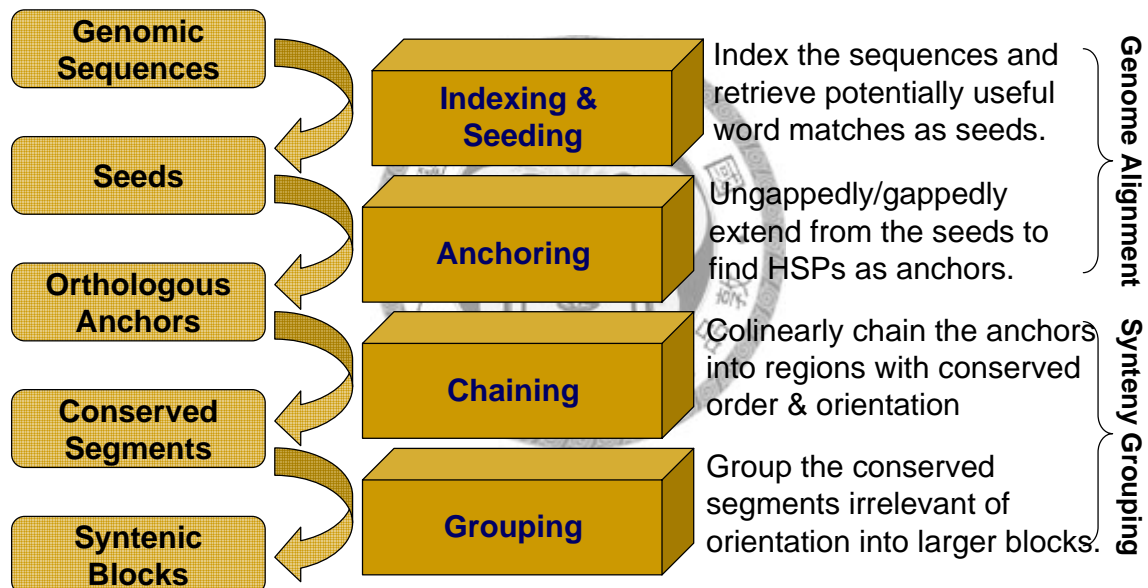 Genomic
Sequences
Seeds
Orthologous
Anchors
Conserved
Segments
Syntenic
Blocks
Indexing &
Seeding
Anchoring
Chaining
Grouping
Index the sequences and
retrieve potentially useful
word matches as seeds.
Ungappedly/gappedly
extend from the seeds to
find HSPs as anchors.
Colinearly chain the anchors
into regions with conserved
order & orientation
Group the conserved
segments irrelevant of
orientation into larger blocks.
Genome Alignment
Synteny Grouping